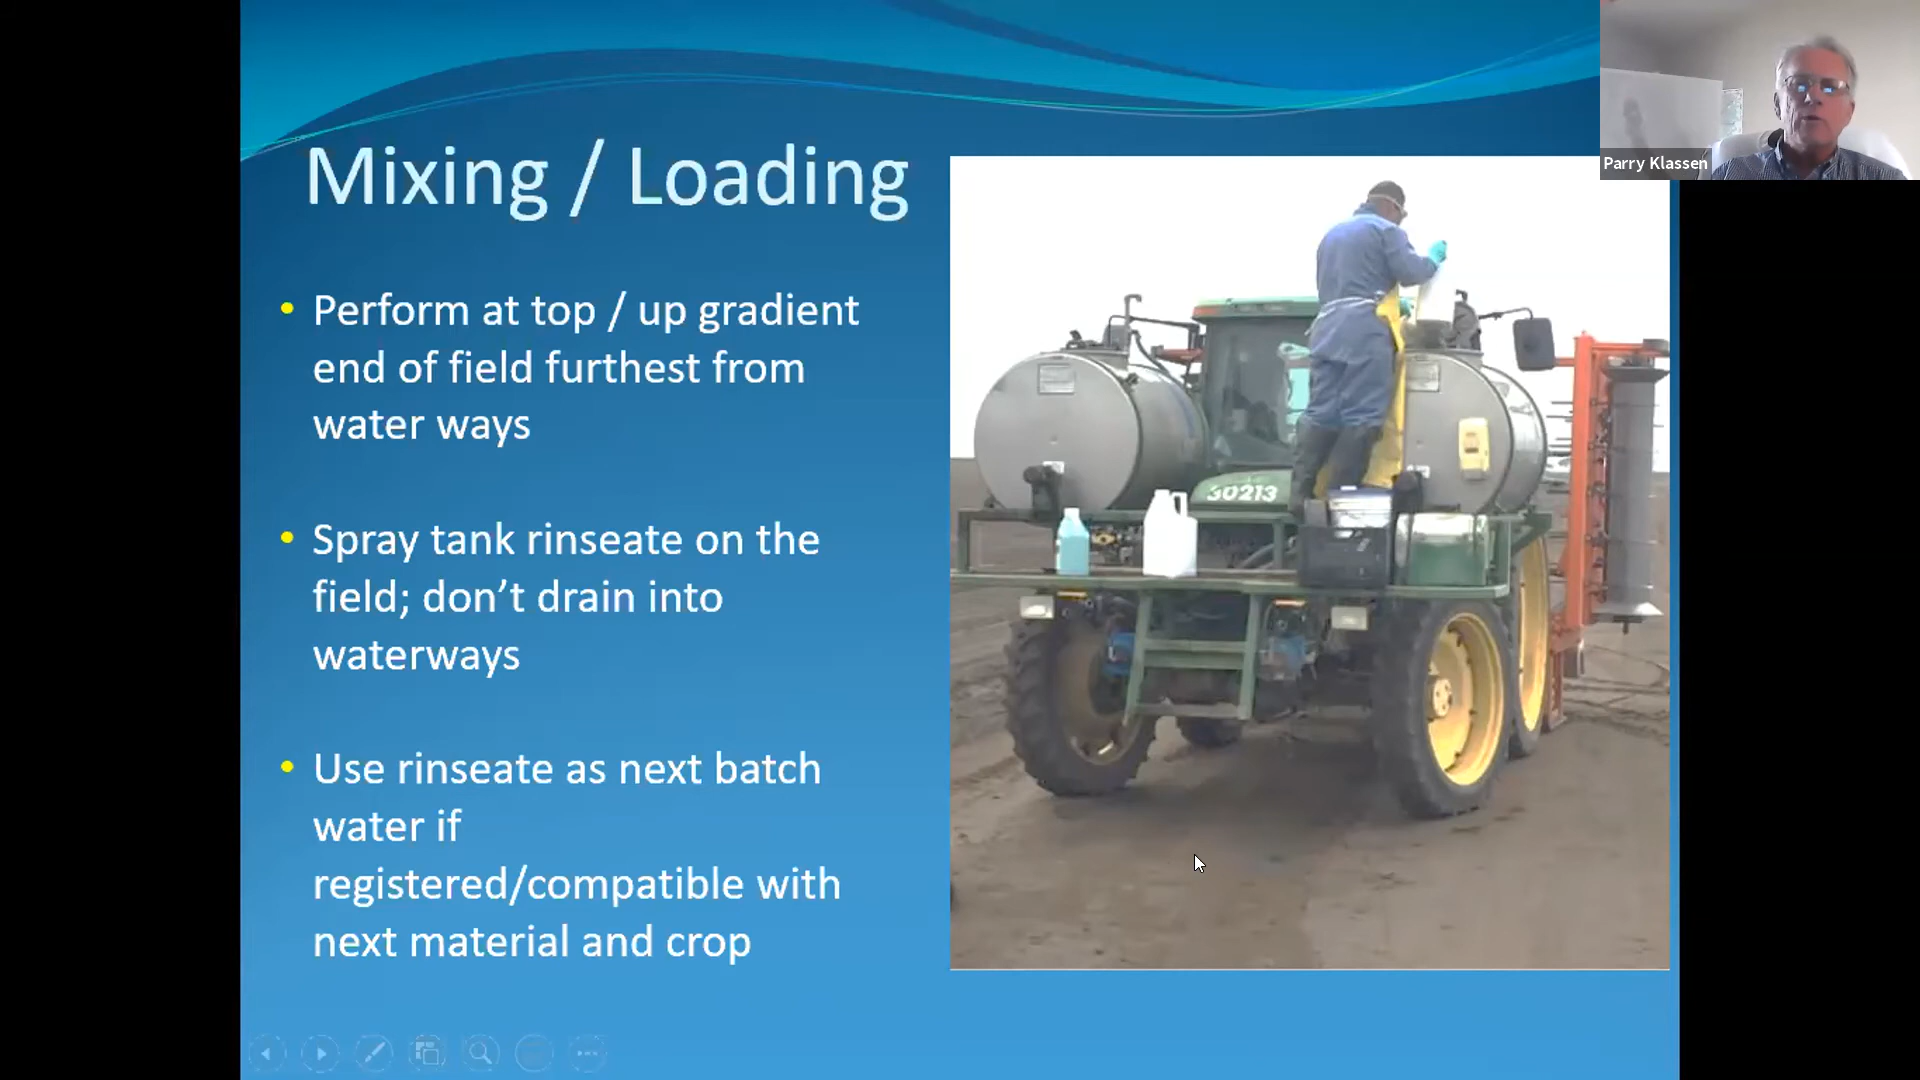 Mixing / Loading
• Perform at top / up gradient
end of field furthest from
water ways
• Spray tank rinseate on the
field; don’t drain into
waterways
• Use rinseate as next batch
water if
registered/compatible with
next material and crop
30213
Parry Klassen